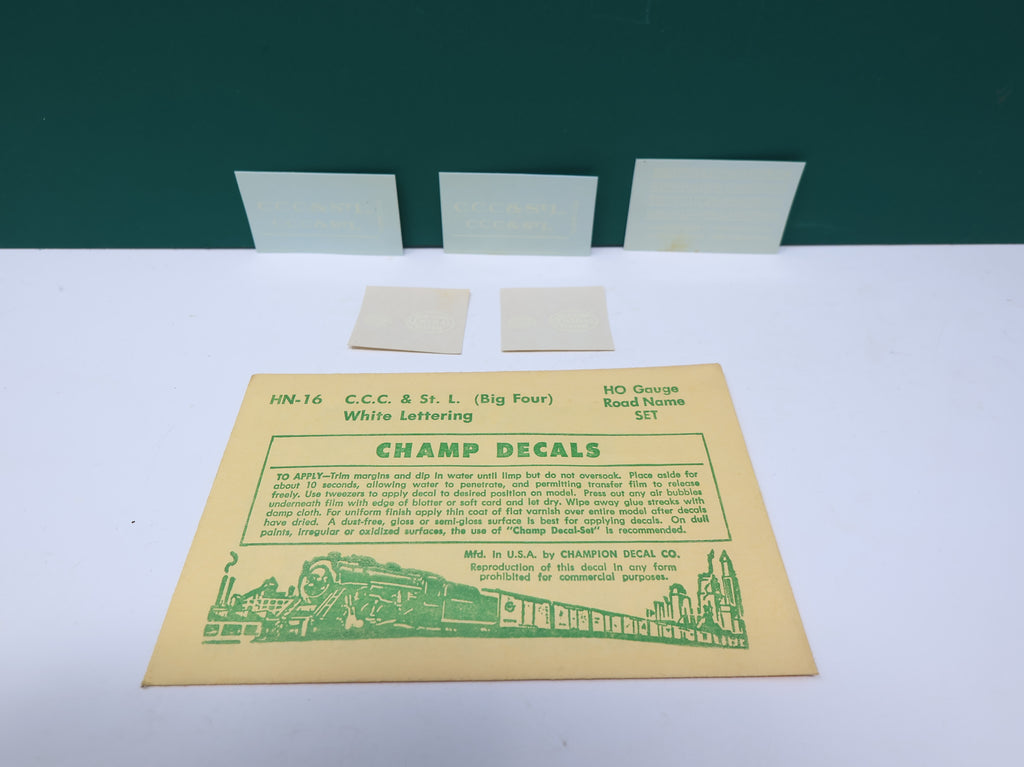 C.C.C. & St. L.
C.C.C. & St. L.
C.C.C. & St. L.
C.C.C. & St. L.
HN-16 C.C.C. & St. L. (Big Four)
White Lettering
HO Gauge
Road Name
SET
CHAMP DECALS
TO APPLY—Trim margins and dip in water until limp but do not oversoak. Place aside for
about 10 seconds, allowing water to penetrate, and permitting transfer film to release
freely. Use tweezers to apply decal to desired position on model. Press out any air bubbles
underneath film with edge of blotter or soft card and let dry. Wipe away glue streaks with
damp cloth. For uniform finish apply thin coat of flat varnish over entire model after decals
have dried. A dust-free, gloss or semi-gloss surface is best for applying decals. On dull
paints, irregular or oxidized surfaces, the use of "Champ Decal-Set" is recommended.
Mfd. in U.S.A. by CHAMPION DECAL CO.
Reproduction of this decal in any form
prohibited for commercial purposes.